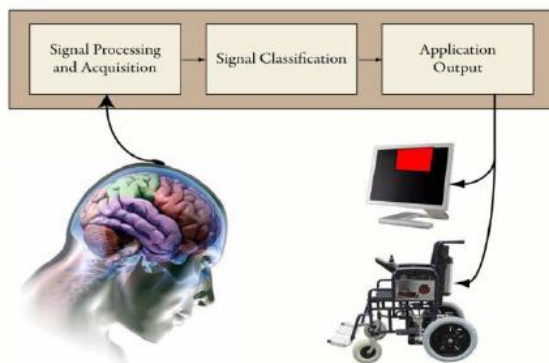 Signal Processing
and Acquisition
Signal Classification
Application
Output